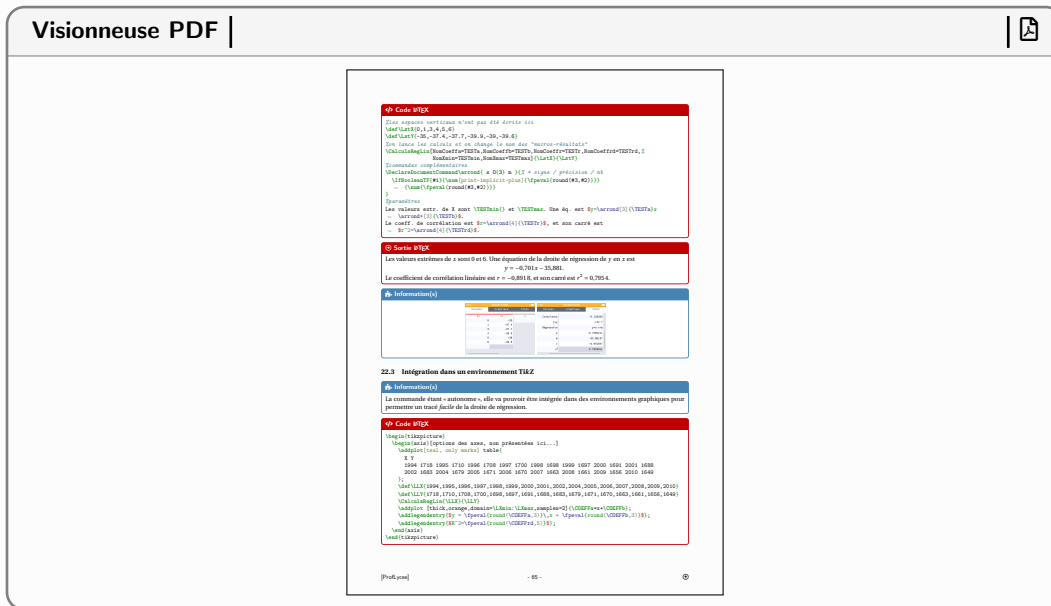 Visionneuse PDF
</> Code LATEX
%les espaces verticaux n'ont pas été écrits ici
\def\LstX{0,1,3,4,5,6}
\def\LstY{-35,-37.4,-37.7,-39.9,-39,-39.6}
%on lance les calculs et on change le nom des "macros-résultats"
\CalculsRegLin[NomCoeffa=TESTa,NomCoeffb=TESTb,NomCoeffr=TESTr,NomCoeffrd=TESTrd,%
NomXmin=TESTmin,NomXmax=TESTmax]{\LstX}{\LstY}
%commandes complémentaires
\DeclareDocumentCommand\arrond{ s O{3} m }{% * signe / précision / nb
\IfBooleanTF{#1}{\num[print-implicit-plus]{\fpeval{round(#3,#2)}}}
{\num{\fpeval{round(#3,#2)}}}
}
%paramètres
Les valeurs extr. de X sont \TESTmin{} et \TESTmax. Une éq. est $y=\arrond[3]{\TESTa}x
\arrond*[3]{\TESTb}$.
Le coeff. de corrélation est $r=\arrond[4]{\TESTr}$, et son carré est
$r^2=\arrond[4]{\TESTrd}$.
Sortie LATEX
Les valeurs extrêmes de x sont 0 et 6. Une équation de la droite de régression de y en x est
y = −0,701x − 35,881.
Le coefficient de corrélation linéaire est r = −0,8918, et son carré est r² = 0,7954.
Information(s)
22.3 Intégration dans un environnement TikZ
Information(s)
La commande étant « autonome », elle va pouvoir être intégrée dans des environnements graphiques pour
permettre un tracé facile de la droite de régression.
</> Code LATEX
\begin{tikzpicture}
\begin{axis}[options des axes, non présentées ici...]
\addplot[teal, only marks] table{
X Y
1994 1718 1995 1710 1996 1708 1997 1700 1998 1698 1999 1697 2000 1691 2001 1688
2002 1683 2004 1679 2005 1671 2006 1670 2007 1663 2008 1661 2009 1656 2010 1649
};
\def\LLX{1994,1995,1996,1997,1998,1999,2000,2001,2002,2004,2005,2006,2007,2008,2009,2010}
\def\LLY{1718,1710,1708,1700,1698,1697,1691,1688,1683,1679,1671,1670,1663,1661,1656,1649}
\CalculsRegLin{\LLX}{\LLY}
\addplot [thick,orange,domain=\LXmin:\LXmax,samples=2]{\COEFFa*x+\COEFFb};
\addlegendentry{$y = \fpeval{round(\COEFFa,3)}\,x + \fpeval{round(\COEFFb,3)}$};
\addlegendentry{$R^2=\fpeval{round(\COEFFrd,5)}$};
\end{axis}
\end{tikzpicture}
[ProfLycee]
- 65 -